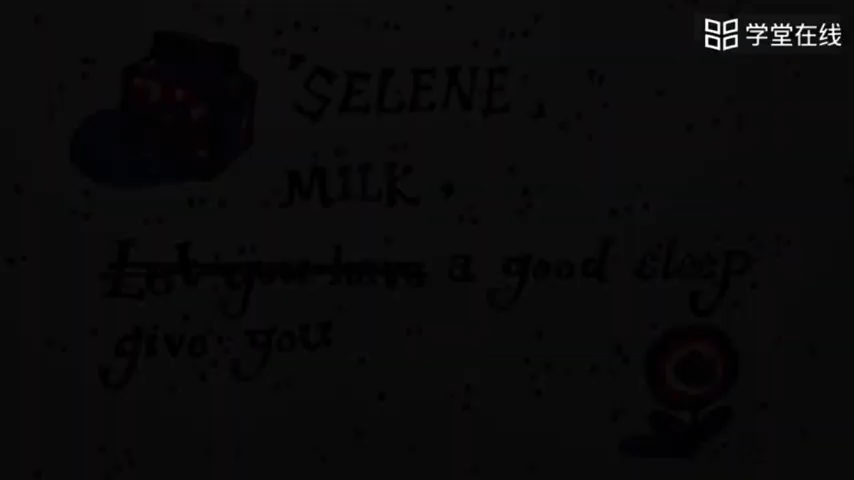 学堂在线
"SELENE"
MILK.
Let you have a good sleep
give you